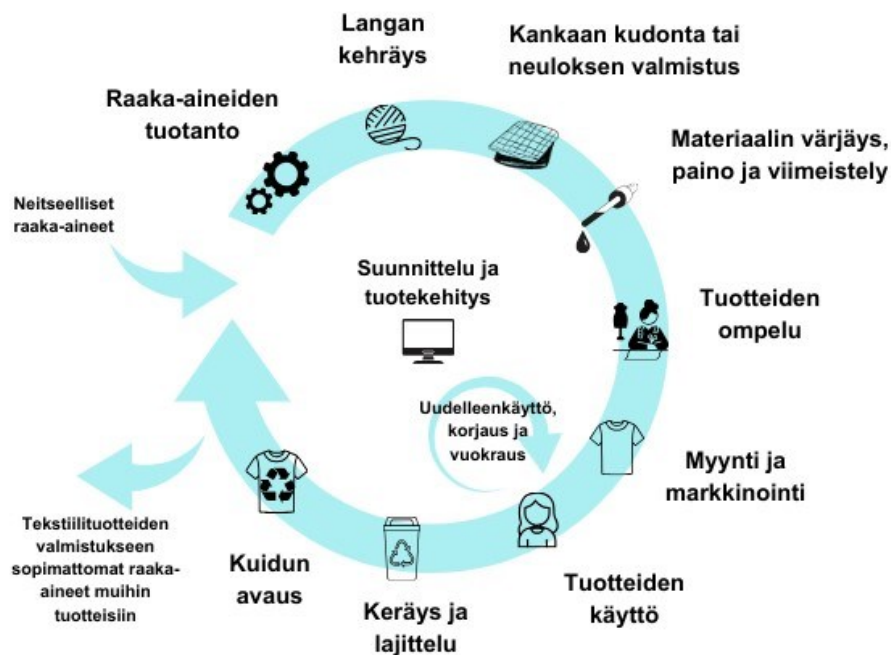 Langan
kehräys
Kankaan kudonta tai
neuloksen valmistus
Raaka-aineiden
tuotanto
Materiaalin värjäys,
paino ja viimeistely
Neitseelliset
raaka-aineet
Suunnittelu ja
tuotekehitys
Tuotteiden
ompelu
Uudelleenkäyttö,
korjaus ja
vuokraus
Myynti ja
markkinointi
Tuotteiden
käyttö
Keräys ja
lajittelu
Kuidun
avaus
Tekstiilituotteiden
valmistukseen
sopimattomat raaka-
aineet muihin
tuotteisiin